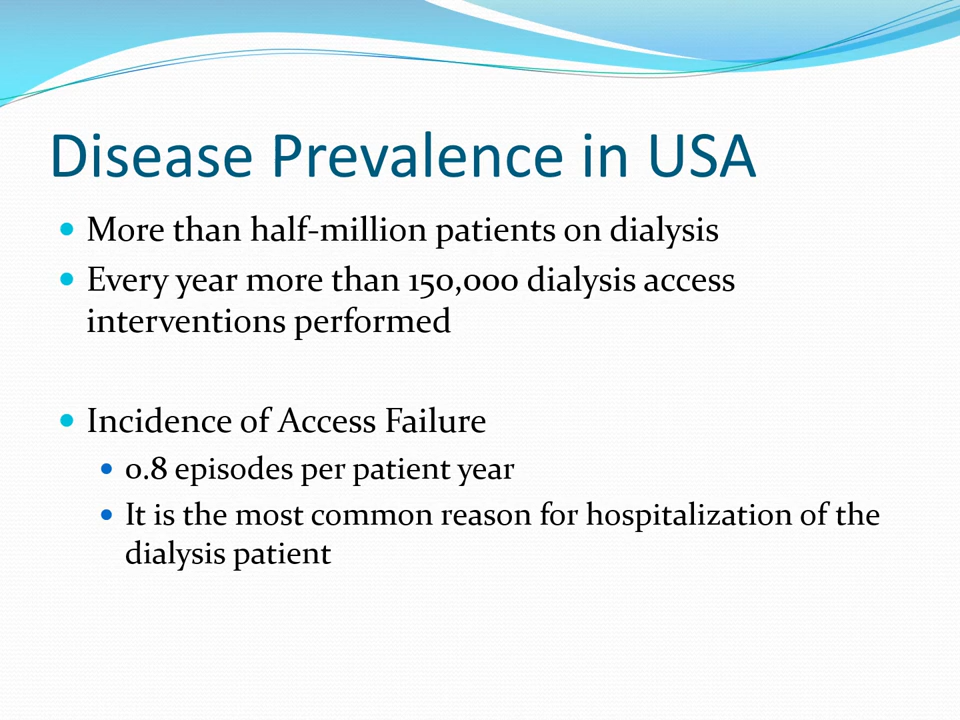 Disease Prevalence in USA
More than half-million patients on dialysis
Every year more than 150,000 dialysis access
interventions performed
Incidence of Access Failure
0.8 episodes per patient year
It is the most common reason for hospitalization of the
dialysis patient